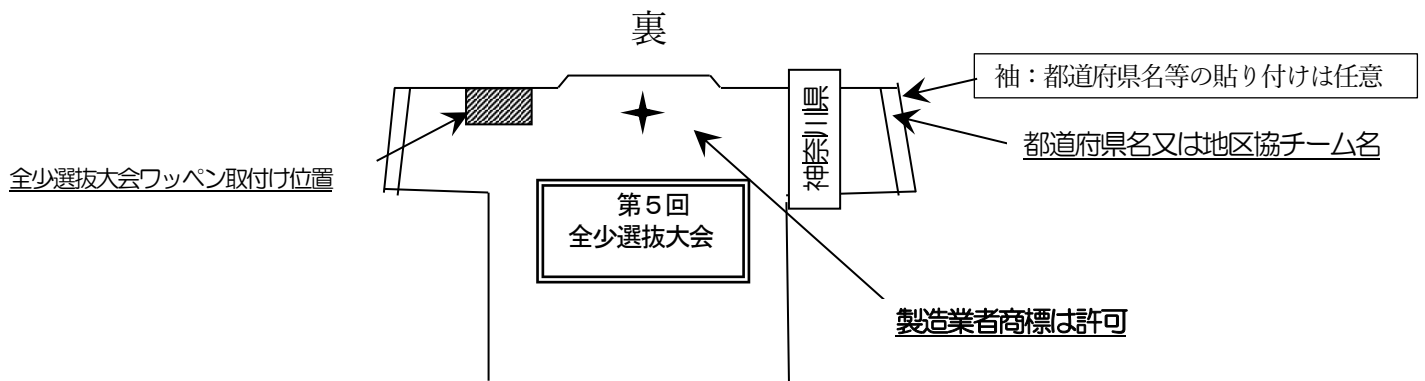 裏
袖：都道府県名等の貼り付けは任意
神奈川県
都道府県名又は地区協チーム名
全少選抜大会ワッペン取付け位置
第５回
全少選抜大会
製造業者商標は許可